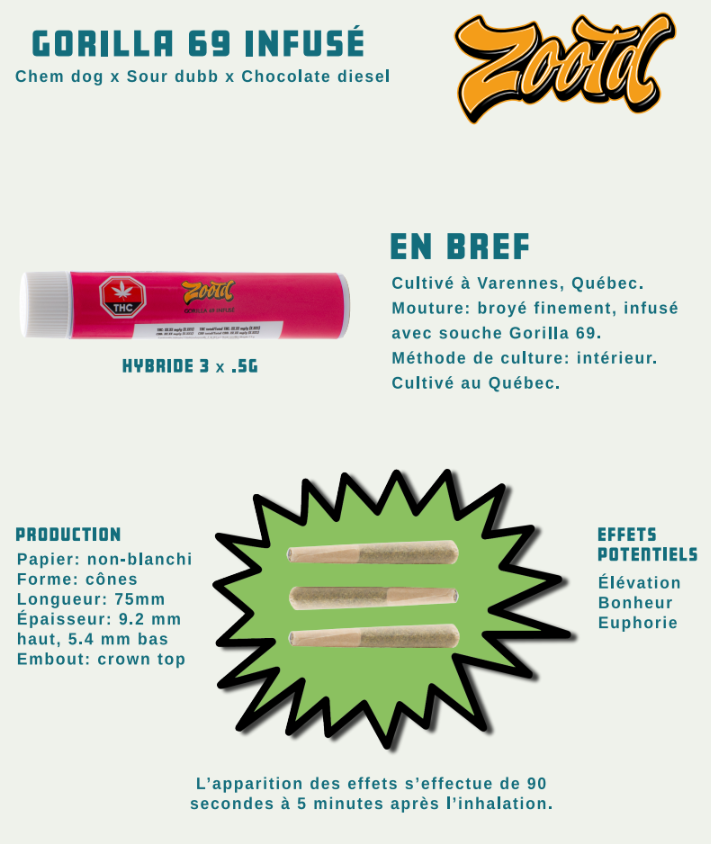 GORILLA 69 INFUSÉ
Chem dog x Sour dubb x Chocolate diesel
Zootd
EN BREF
Cultivé à Varennes, Québec.
Mouture: broyé finement, infusé
avec souche Gorilla 69.
Méthode de culture: intérieur.
Cultivé au Québec.
THC
Zootd
GORILLA 69 INFUSÉ
HYBRIDE 3 x .5G
PRODUCTION
Papier: non-blanchi
Forme: cônes
Longueur: 75mm
Épaisseur: 9.2 mm
haut, 5.4 mm bas
Embout: crown top
EFFETS
POTENTIELS
Élévation
Bonheur
Euphorie
L’apparition des effets s’effectue de 90
secondes à 5 minutes après l’inhalation.